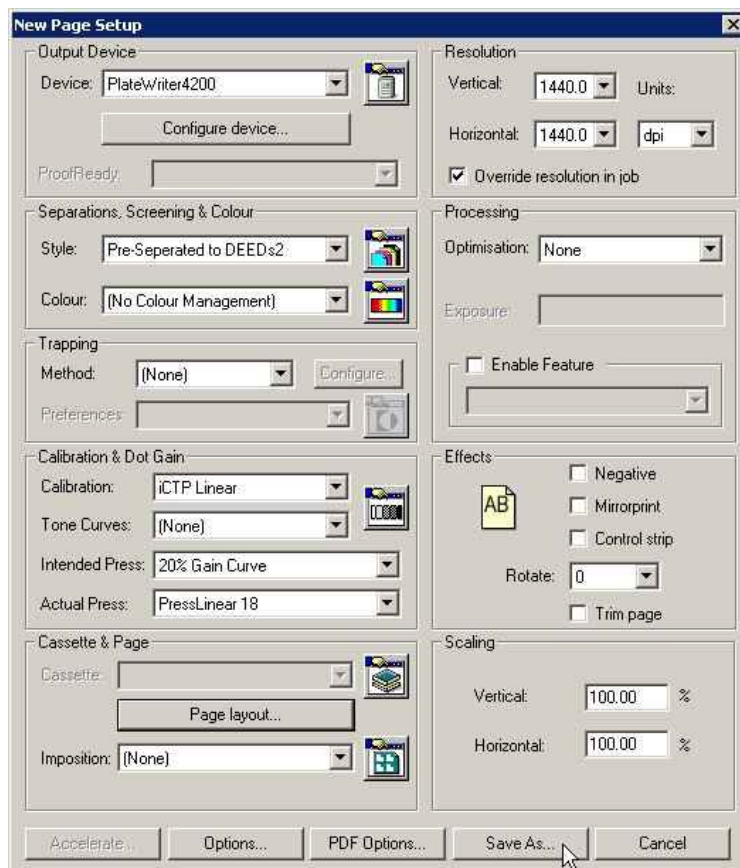 New Page Setup
Output Device
Device: PlateWriter4200
Configure device...
ProofReady:
Separations, Screening & Colour
Style: Pre-Seperated to DEEDs2
Colour: (No Colour Management)
Trapping
Method: (None) Configure...
Preferences:
Calibration & Dot Gain
Calibration: iCTP Linear
Tone Curves: (None)
Intended Press: 20% Gain Curve
Actual Press: PressLinear 18
Cassette & Page
Cassette:
Page layout...
Imposition: (None)
Resolution
Vertical: 1440.0 Units:
Horizontal: 1440.0 dpi
Override resolution in job
Processing
Optimisation: None
Exposure:
Enable Feature
Effects
AB
Negative
Mirrorprint
Control strip
Rotate: 0
Trim page
Scaling
Vertical: 100.00 %
Horizontal: 100.00 %
Accelerate... Options... PDF Options... Save As... Cancel